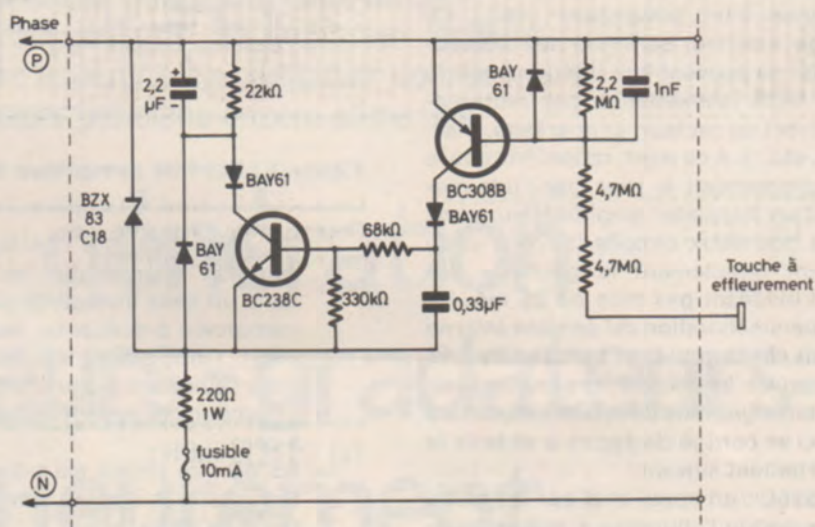 Phase
P
+
2,2
µF
−
22kΩ
BAY
61
2,2
MΩ
1nF
BC308B
BAY61
BAY61
4,7MΩ
BZX
83
C18
BAY
61
68kΩ
BC238C
330kΩ
0,33µF
4,7MΩ
Touche à
effleurement
220Ω
1W
fusible
10mA
N